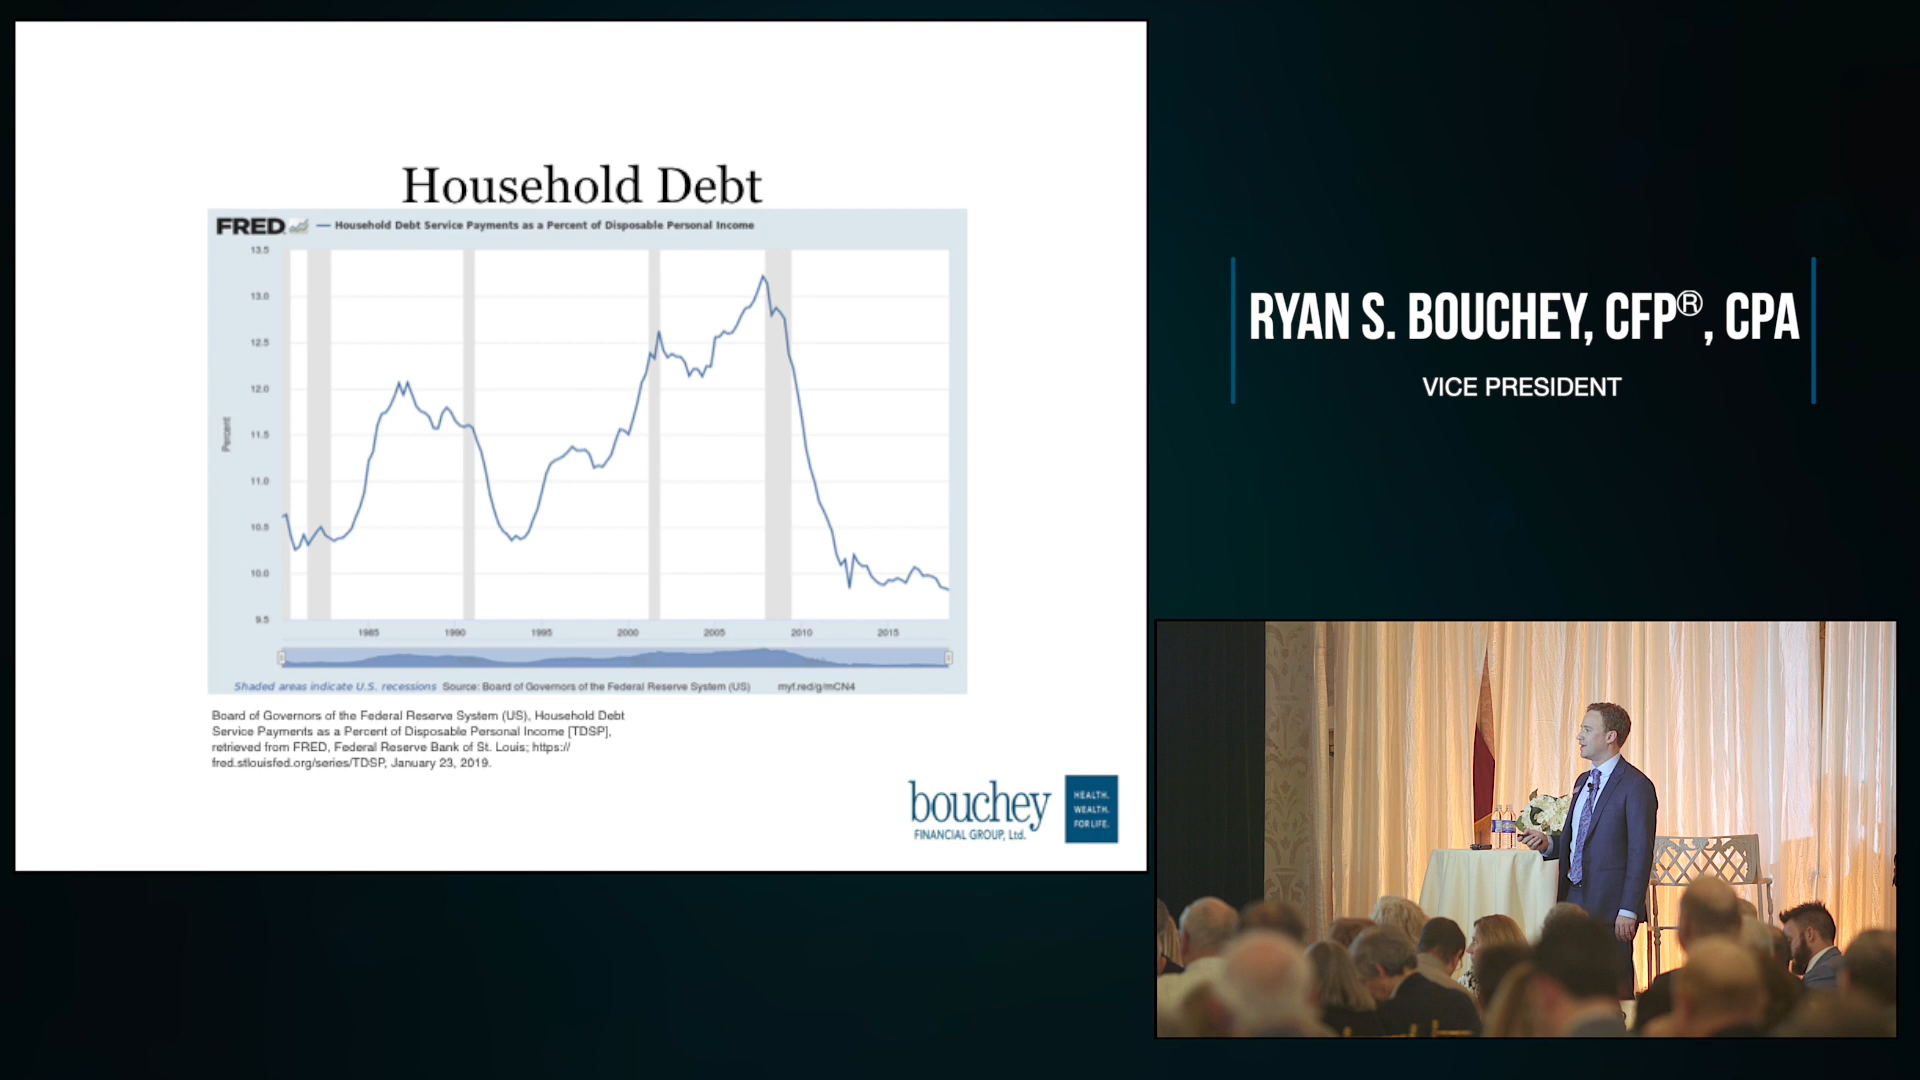 Household Debt
FRED — Household Debt Service Payments as a Percent of Disposable Personal Income
13.5
13.0
12.5
12.0
11.5
11.0
10.5
10.0
9.5
Percent
1985 1990 1995 2000 2005 2010 2015
Shaded areas indicate U.S. recessions Source: Board of Governors of the Federal Reserve System (US) myf.red/g/mCN4
Board of Governors of the Federal Reserve System (US), Household Debt
Service Payments as a Percent of Disposable Personal Income [TDSP],
retrieved from FRED, Federal Reserve Bank of St. Louis; https://
fred.stlouisfed.org/series/TDSP, January 23, 2019.
bouchey
FINANCIAL GROUP, Ltd.
HEALTH.
WEALTH.
FOR LIFE.
RYAN S. BOUCHEY, CFP®, CPA
VICE PRESIDENT